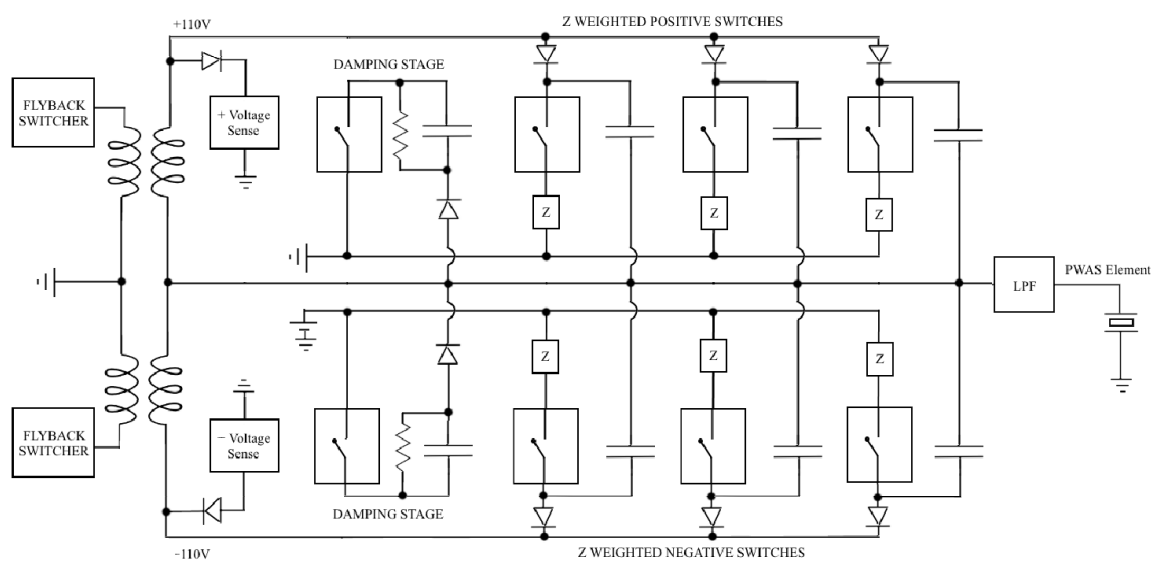 +110V
Z WEIGHTED POSITIVE SWITCHES
DAMPING STAGE
FLYBACK
SWITCHER
+ Voltage
Sense
Z
Z
Z
LPF
PWAS Element
Z
Z
Z
FLYBACK
SWITCHER
− Voltage
Sense
DAMPING STAGE
−110V
Z WEIGHTED NEGATIVE SWITCHES